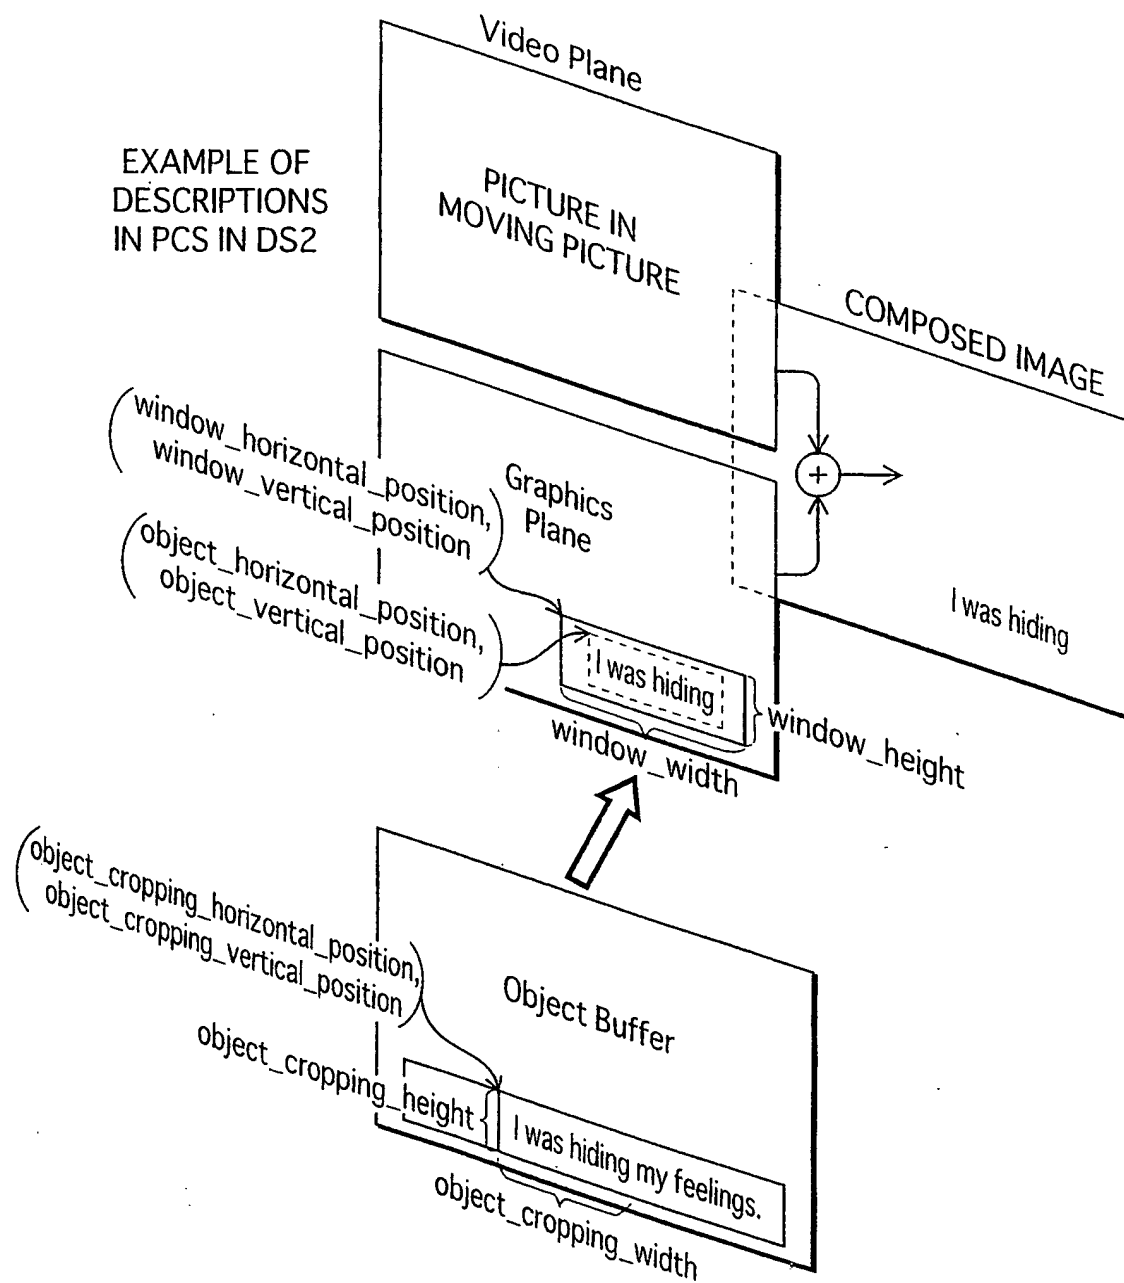 Video Plane
EXAMPLE OF
DESCRIPTIONS
IN PCS IN DS2
PICTURE IN
MOVING PICTURE
COMPOSED IMAGE
(window_horizontal_position,
window_vertical_position)
Graphics
Plane
(object_horizontal_position,
object_vertical_position)
+
I was hiding
I was hiding
window_height
window_width
(object_cropping_horizontal_position,
object_cropping_vertical_position)
Object Buffer
object_cropping_height
I was hiding my feelings.
object_cropping_width